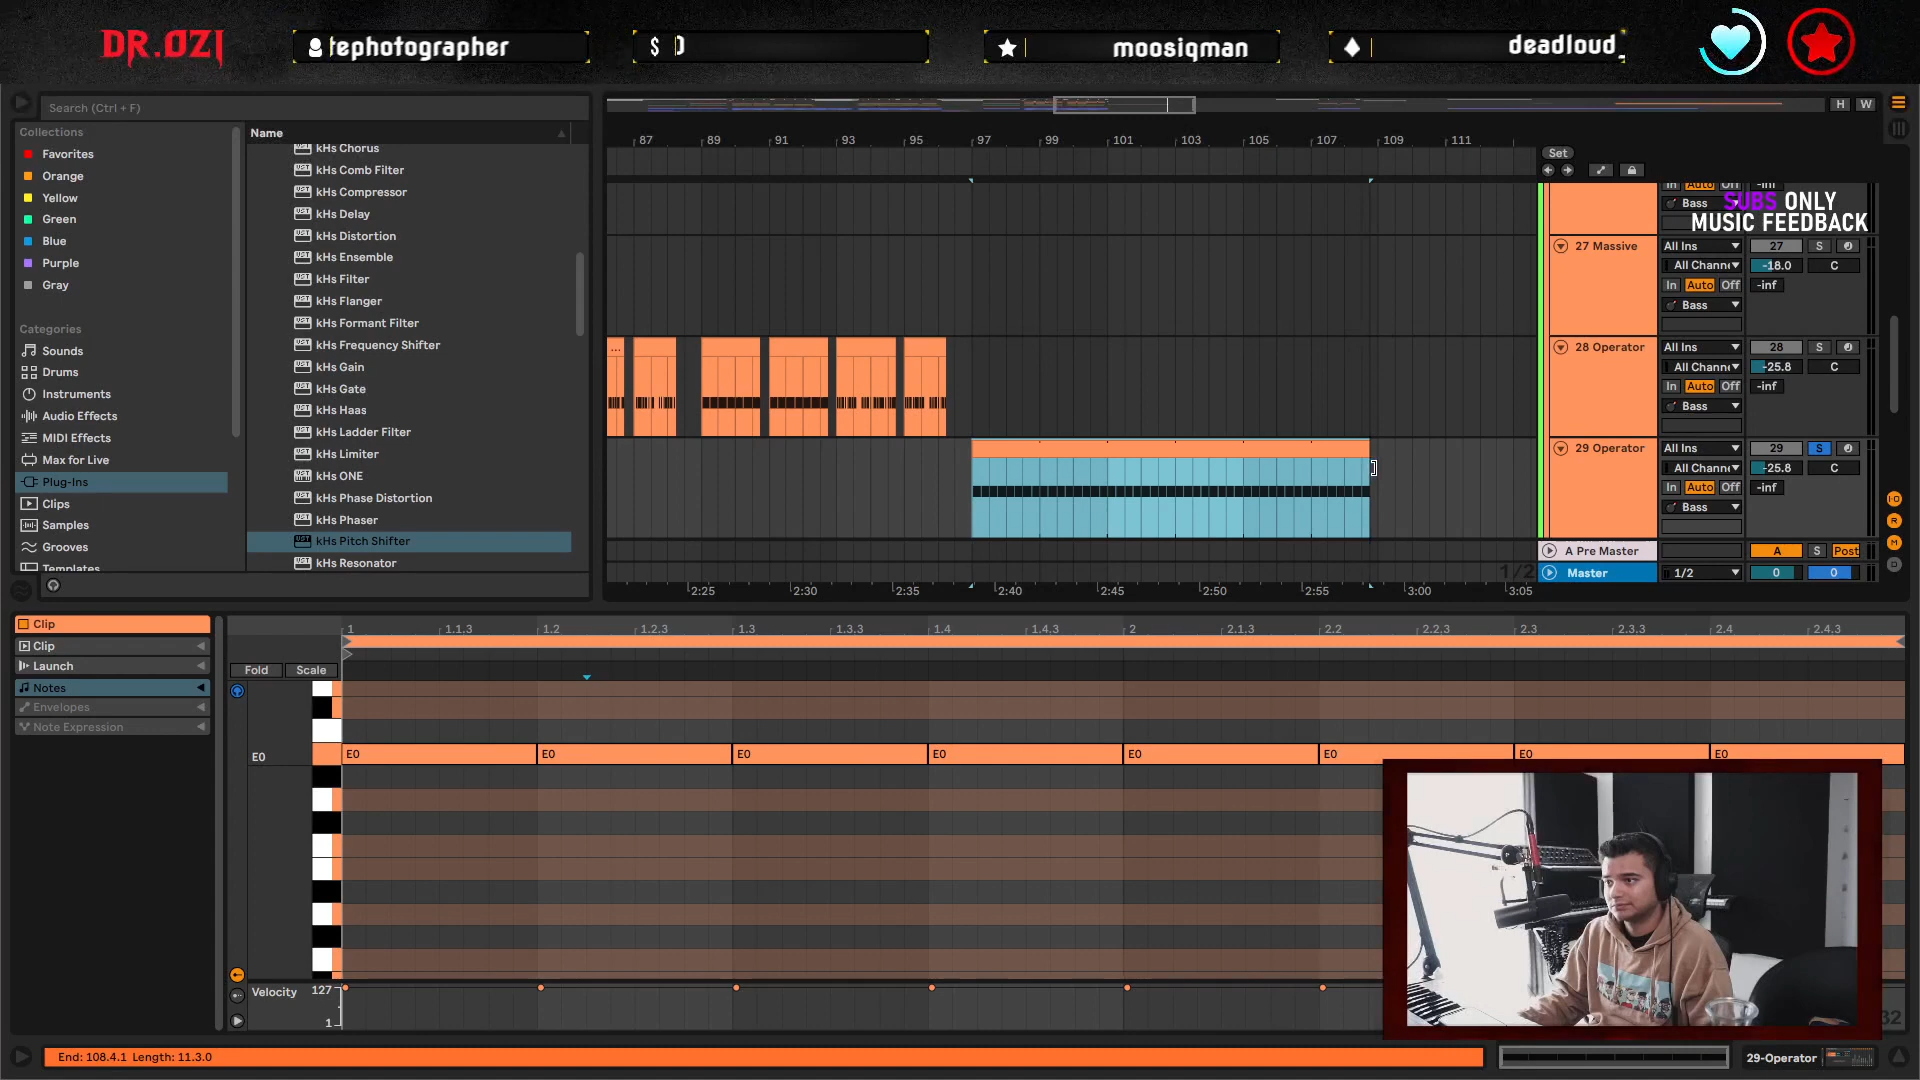 DR.OZI
tephotographer
$
moosiqman
deadloud_
Search (Ctrl + F)
H
W
Collections
Favorites
Orange
Yellow
Green
Blue
Purple
Gray
Categories
Sounds
Drums
Instruments
Audio Effects
MIDI Effects
Max for Live
Plug-Ins
Clips
Samples
Grooves
Templates
Name
kHs Chorus
kHs Comb Filter
kHs Compressor
kHs Delay
kHs Distortion
kHs Ensemble
kHs Filter
kHs Flanger
kHs Formant Filter
kHs Frequency Shifter
kHs Gain
kHs Gate
kHs Haas
kHs Ladder Filter
kHs Limiter
kHs ONE
kHs Phase Distortion
kHs Phaser
kHs Pitch Shifter
kHs Resonator
87 89 91 93 95 97 99 101 103 105 107 109 111
Set
In Auto Off -inf
Bass
SUBS ONLY
MUSIC FEEDBACK
27 Massive All Ins 27 S
All Chann -18.0 C
In Auto Off -inf
Bass
28 Operator All Ins 28 S
All Chann -25.8 C
In Auto Off -inf
Bass
29 Operator All Ins 29 S
All Chann -25.8 C
In Auto Off -inf
Bass
A Pre Master A S Post
1/2 Master 1/2 0 0
2:25 2:30 2:35 2:40 2:45 2:50 2:55 3:00 3:05
Clip
Clip
Launch
Notes
Envelopes
Note Expression
1 1.1.3 1.2 1.2.3 1.3 1.3.3 1.4 1.4.3 2 2.1.3 2.2 2.2.3 2.3 2.3.3 2.4 2.4.3
Fold Scale
E0
E0 E0 E0 E0 E0 E0 E0 E0
Velocity 127
1
32
End: 108.4.1 Length: 11.3.0
29-Operator